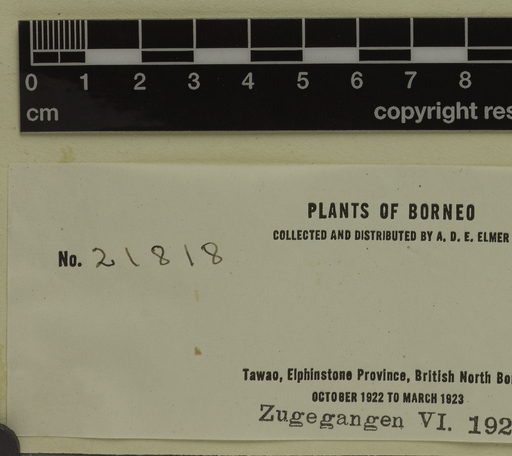 0 1 2 3 4 5 6 7 8
cm copyright res
PLANTS OF BORNEO
COLLECTED AND DISTRIBUTED BY A. D. E. ELMER
No. 21818
Tawao, Elphinstone Province, British North Bo
OCTOBER 1922 TO MARCH 1923
Zugegangen VI. 192